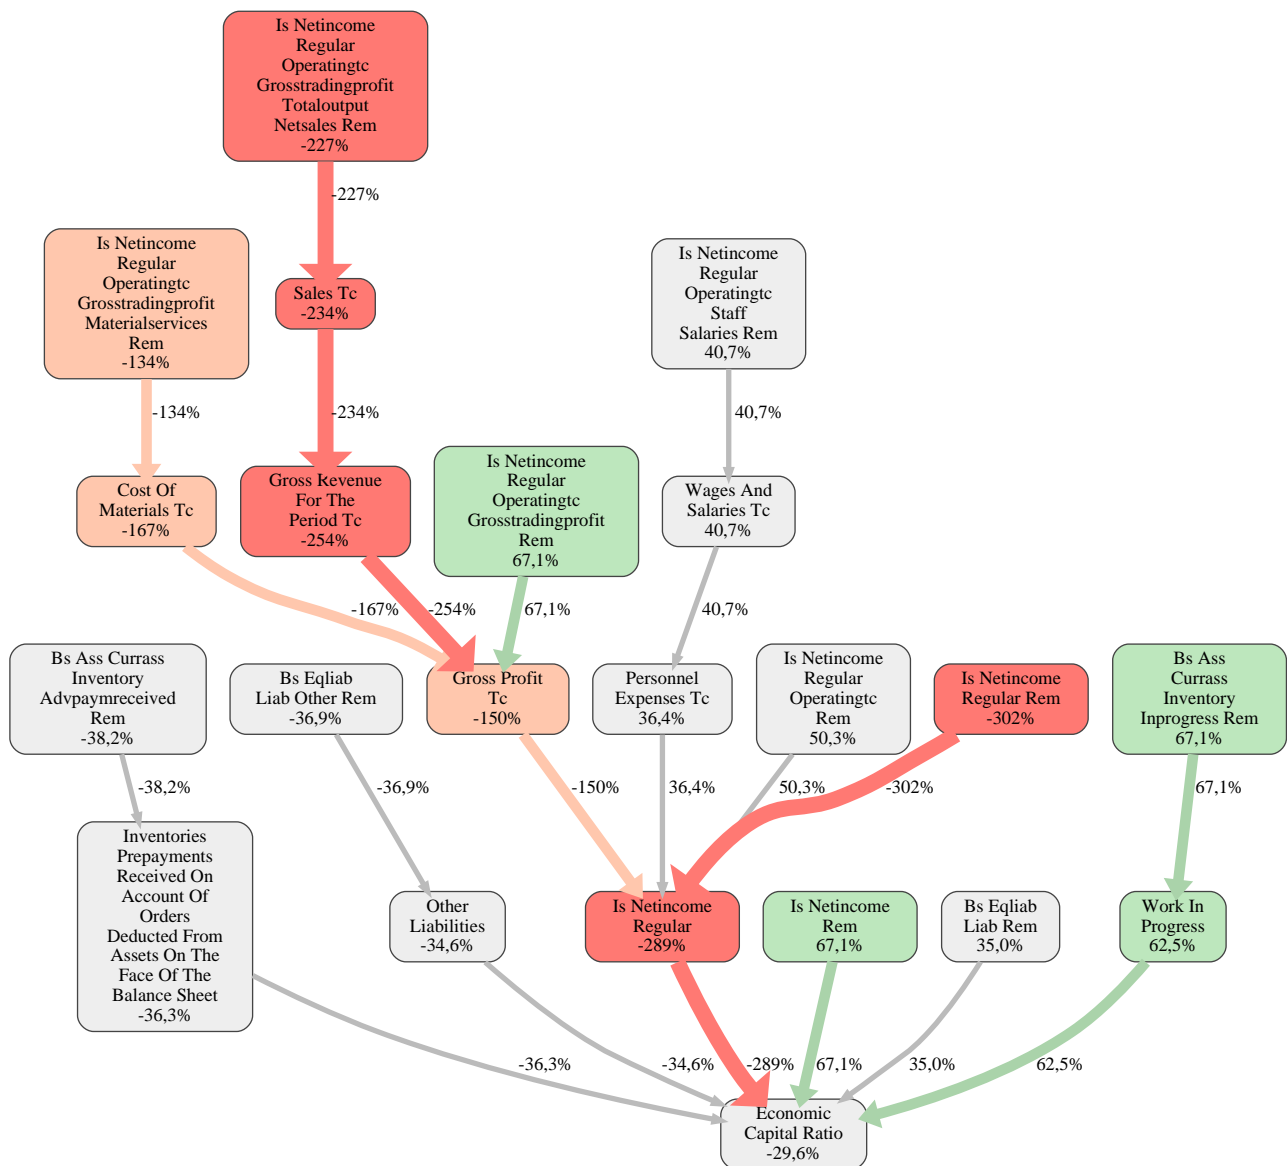 Is Netincome
Regular
Operatingtc
Grosstradingprofit
Totaloutput
Netsales Rem
-227%
-227%
Is Netincome
Regular
Operatingtc
Grosstradingprofit
Materialservices
Rem
-134%
Sales Tc
-234%
Is Netincome
Regular
Operatingtc
Staff
Salaries Rem
40,7%
-134%
-234%
40,7%
Cost Of
Materials Tc
-167%
Gross Revenue
For The
Period Tc
-254%
Is Netincome
Regular
Operatingtc
Grosstradingprofit
Rem
67,1%
Wages And
Salaries Tc
40,7%
-167%
-254%
67,1%
40,7%
Bs Ass Currass
Inventory
Advpaymreceived
Rem
-38,2%
Bs Eqliab
Liab Other Rem
-36,9%
Gross Profit
Tc
-150%
Personnel
Expenses Tc
36,4%
Is Netincome
Regular
Operatingtc
Rem
50,3%
Is Netincome
Regular Rem
-302%
Bs Ass
Currass
Inventory
Inprogress Rem
67,1%
-38,2%
-36,9%
-150%
36,4%
50,3%
-302%
67,1%
Inventories
Prepayments
Received On
Account Of
Orders
Deducted From
Assets On The
Face Of The
Balance Sheet
-36,3%
Other
Liabilities
-34,6%
Is Netincome
Regular
-289%
Is Netincome
Rem
67,1%
Bs Eqliab
Liab Rem
35,0%
Work In
Progress
62,5%
-36,3%
-34,6%
-289%
67,1%
35,0%
62,5%
Economic
Capital Ratio
-29,6%